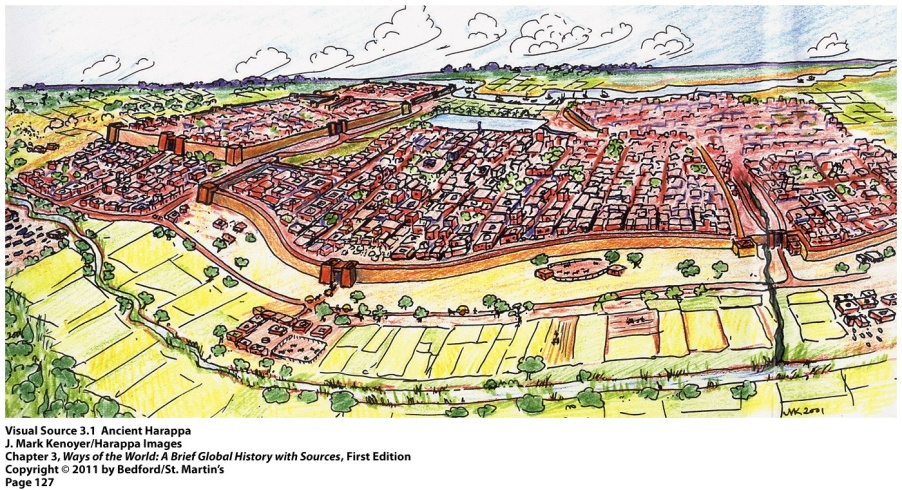 JMK 2001
Visual Source 3.1 Ancient Harappa
J. Mark Kenoyer/Harappa Images
Chapter 3, Ways of the World: A Brief Global History with Sources, First Edition
Copyright © 2011 by Bedford/St. Martin's
Page 127